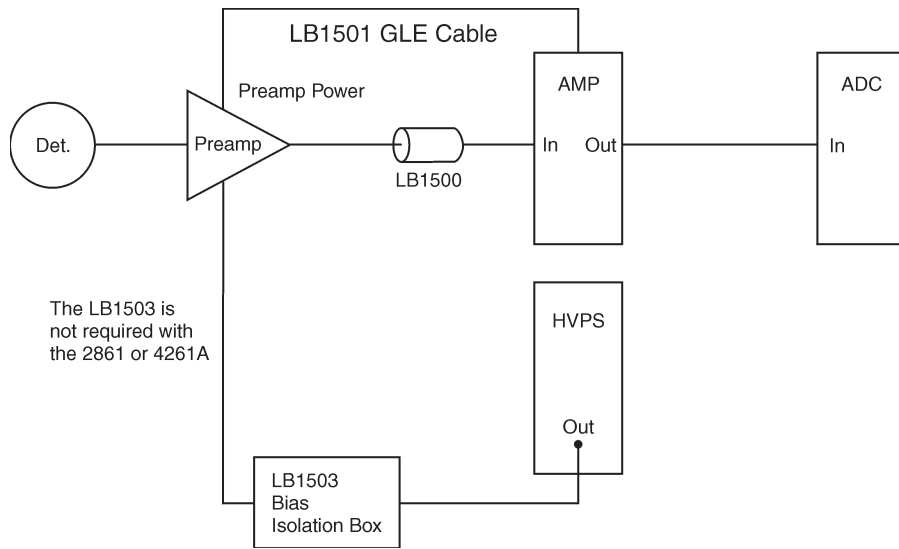 LB1501 GLE Cable
Preamp Power
AMP
ADC
Det.
Preamp
In
Out
In
LB1500
The LB1503 is
not required with
the 2861 or 4261A
HVPS
Out
LB1503
Bias
Isolation Box